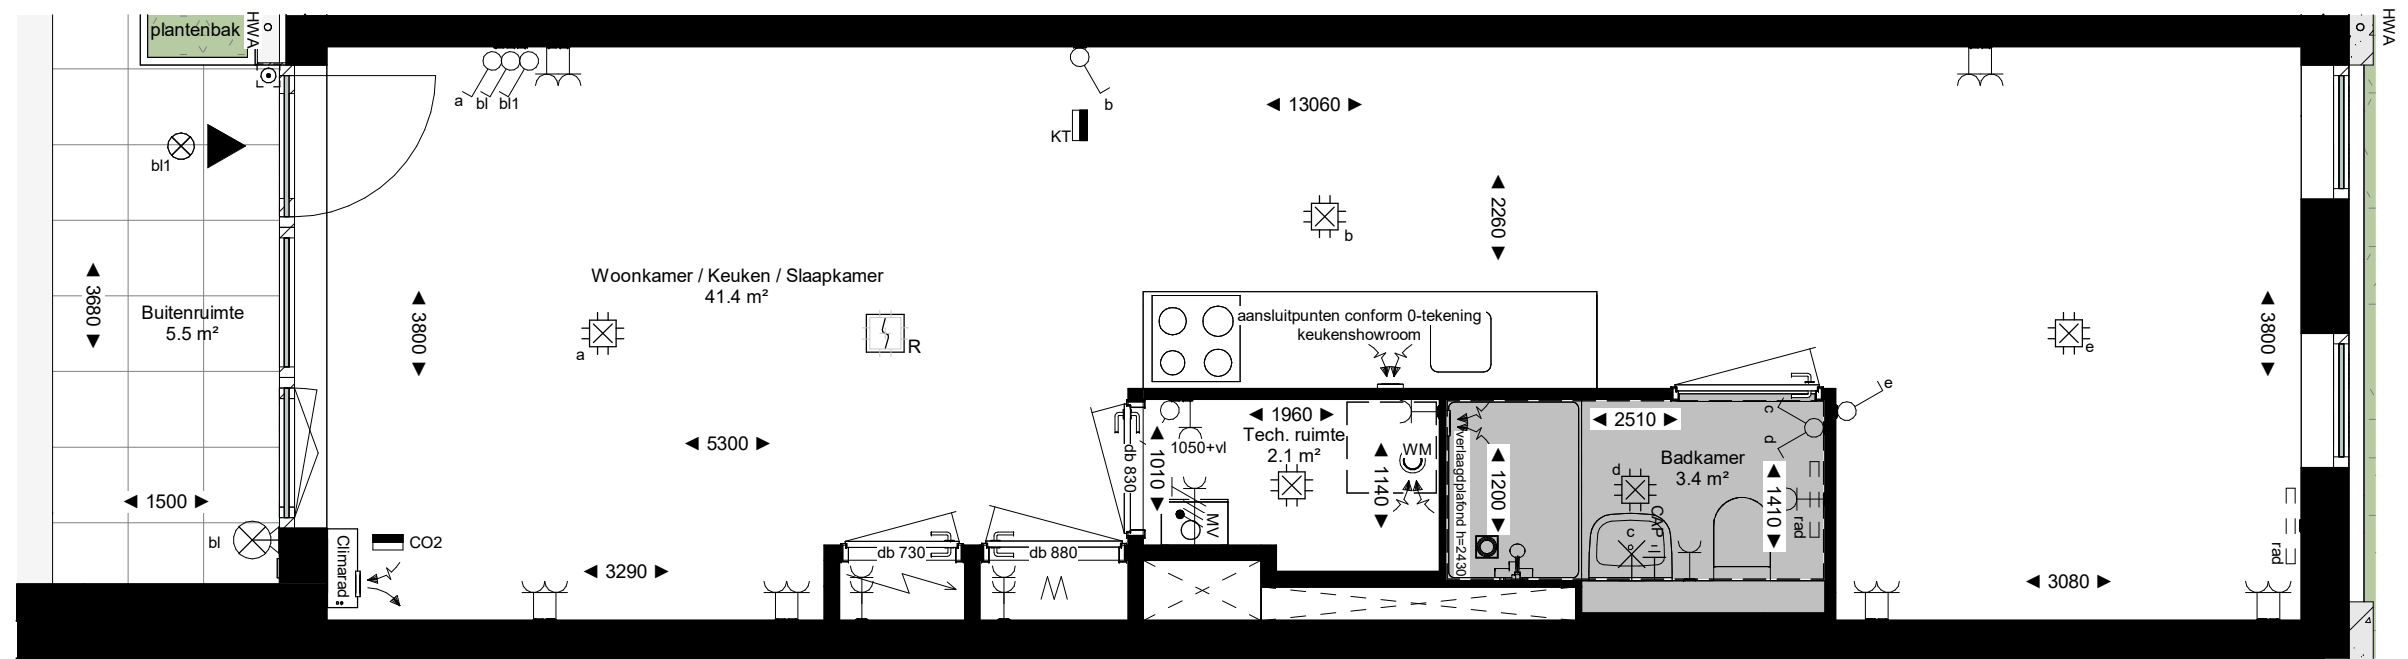 plantenbak
HWA
HWA
a
bl
bl1
b
13060
KT
bl1
2260
b
3680
Buitenruimte
5.5 m²
3800
Woonkamer / Keuken / Slaapkamer
41.4 m²
a
R
aansluitpunten conform 0-tekening
keukenshowroom
e
3800
e
1500
5300
db 830
1010
1050+vl
1960
Tech. ruimte
2.1 m²
1140
WM
MV
verlaagdplafond h=2430
1200
2510
c
d
Badkamer
3.4 m²
d
1410
CAP
c
rad
rad
bl
Climarad
CO2
3290
db 730
db 880
3080